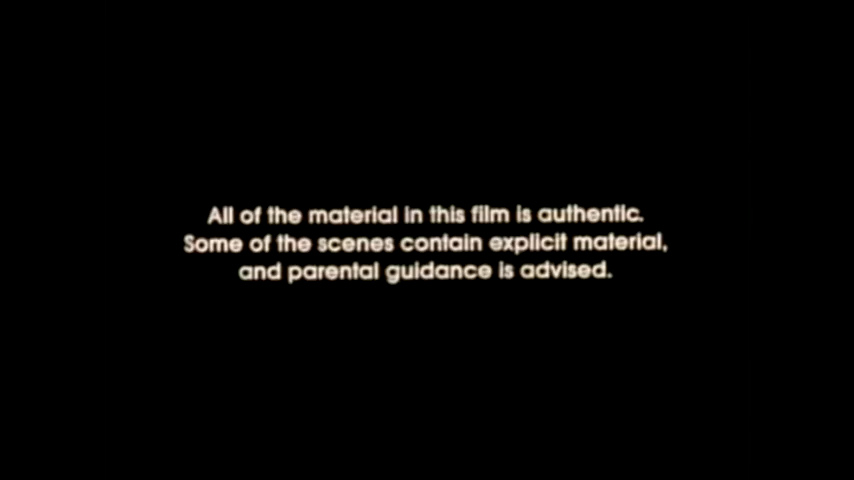 All of the material in this film is authentic.
Some of the scenes contain explicit material,
and parental guidance is advised.